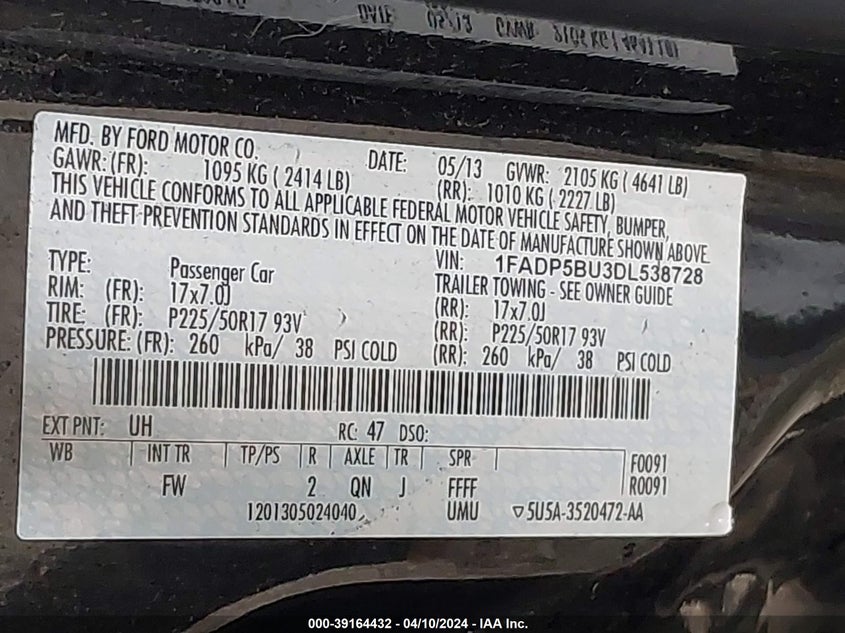 DATE 05/13
MFD. BY FORD MOTOR CO. DATE: 05/13 GVWR: 2105 KG ( 4641 LB)
GAWR: (FR): 1095 KG ( 2414 LB) (RR): 1010 KG ( 2227 LB)
THIS VEHICLE CONFORMS TO ALL APPLICABLE FEDERAL MOTOR VEHICLE SAFETY, BUMPER,
AND THEFT PREVENTION STANDARDS IN EFFECT ON THE DATE OF MANUFACTURE SHOWN ABOVE.
VIN: 1FADP5BU3DL538728
TYPE: Passenger Car TRAILER TOWING - SEE OWNER GUIDE
RIM: (FR): 17x7.0J (RR): 17x7.0J
TIRE: (FR): P225/50R17 93V (RR): P225/50R17 93V
PRESSURE: (FR): 260 kPa/ 38 PSI COLD (RR): 260 kPa/ 38 PSI COLD
EXT PNT: UH RC: 47 DSO:
WB INT TR TP/PS R AXLE TR SPR F0091
FW 2 QN J FFFF R0091
1201305024040 UMU ▽5U5A-3520472-AA
000-39164432 - 04/10/2024 - IAA Inc.